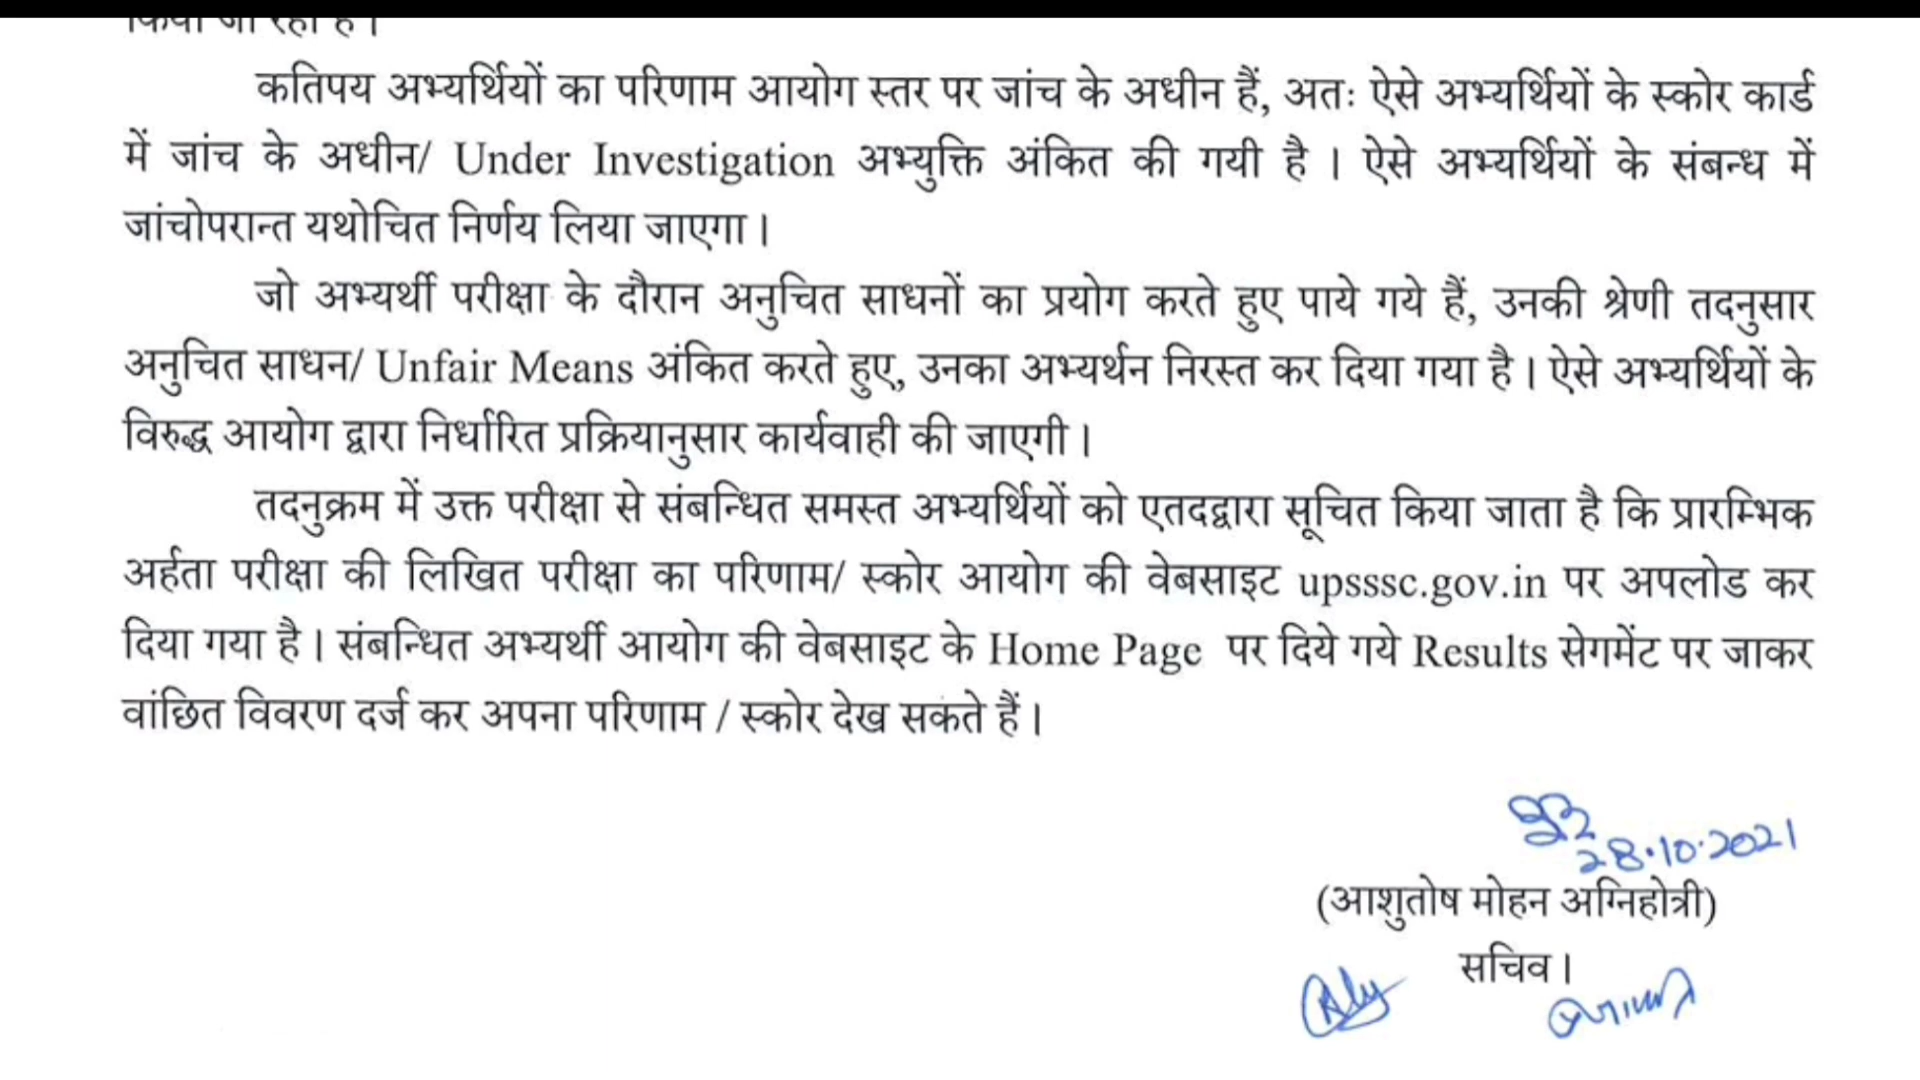 किया जा रहा है।
कतिपय अभ्यर्थियों का परिणाम आयोग स्तर पर जांच के अधीन हैं, अतः ऐसे अभ्यर्थियों के स्कोर कार्ड
में जांच के अधीन/ Under Investigation अभ्युक्ति अंकित की गयी है । ऐसे अभ्यर्थियों के संबन्ध में
जांचोपरान्त यथोचित निर्णय लिया जाएगा।
जो अभ्यर्थी परीक्षा के दौरान अनुचित साधनों का प्रयोग करते हुए पाये गये हैं, उनकी श्रेणी तदनुसार
अनुचित साधन/ Unfair Means अंकित करते हुए, उनका अभ्यर्थन निरस्त कर दिया गया है। ऐसे अभ्यर्थियों के
विरुद्ध आयोग द्वारा निर्धारित प्रक्रियानुसार कार्यवाही की जाएगी।
तदनुक्रम में उक्त परीक्षा से संबन्धित समस्त अभ्यर्थियों को एतदद्वारा सूचित किया जाता है कि प्रारम्भिक
अर्हता परीक्षा की लिखित परीक्षा का परिणाम/ स्कोर आयोग की वेबसाइट upsssc.gov.in पर अपलोड कर
दिया गया है। संबन्धित अभ्यर्थी आयोग की वेबसाइट के Home Page पर दिये गये Results सेगमेंट पर जाकर
वांछित विवरण दर्ज कर अपना परिणाम / स्कोर देख सकते हैं।
28.10.2021
(आशुतोष मोहन अग्निहोत्री)
सचिव।